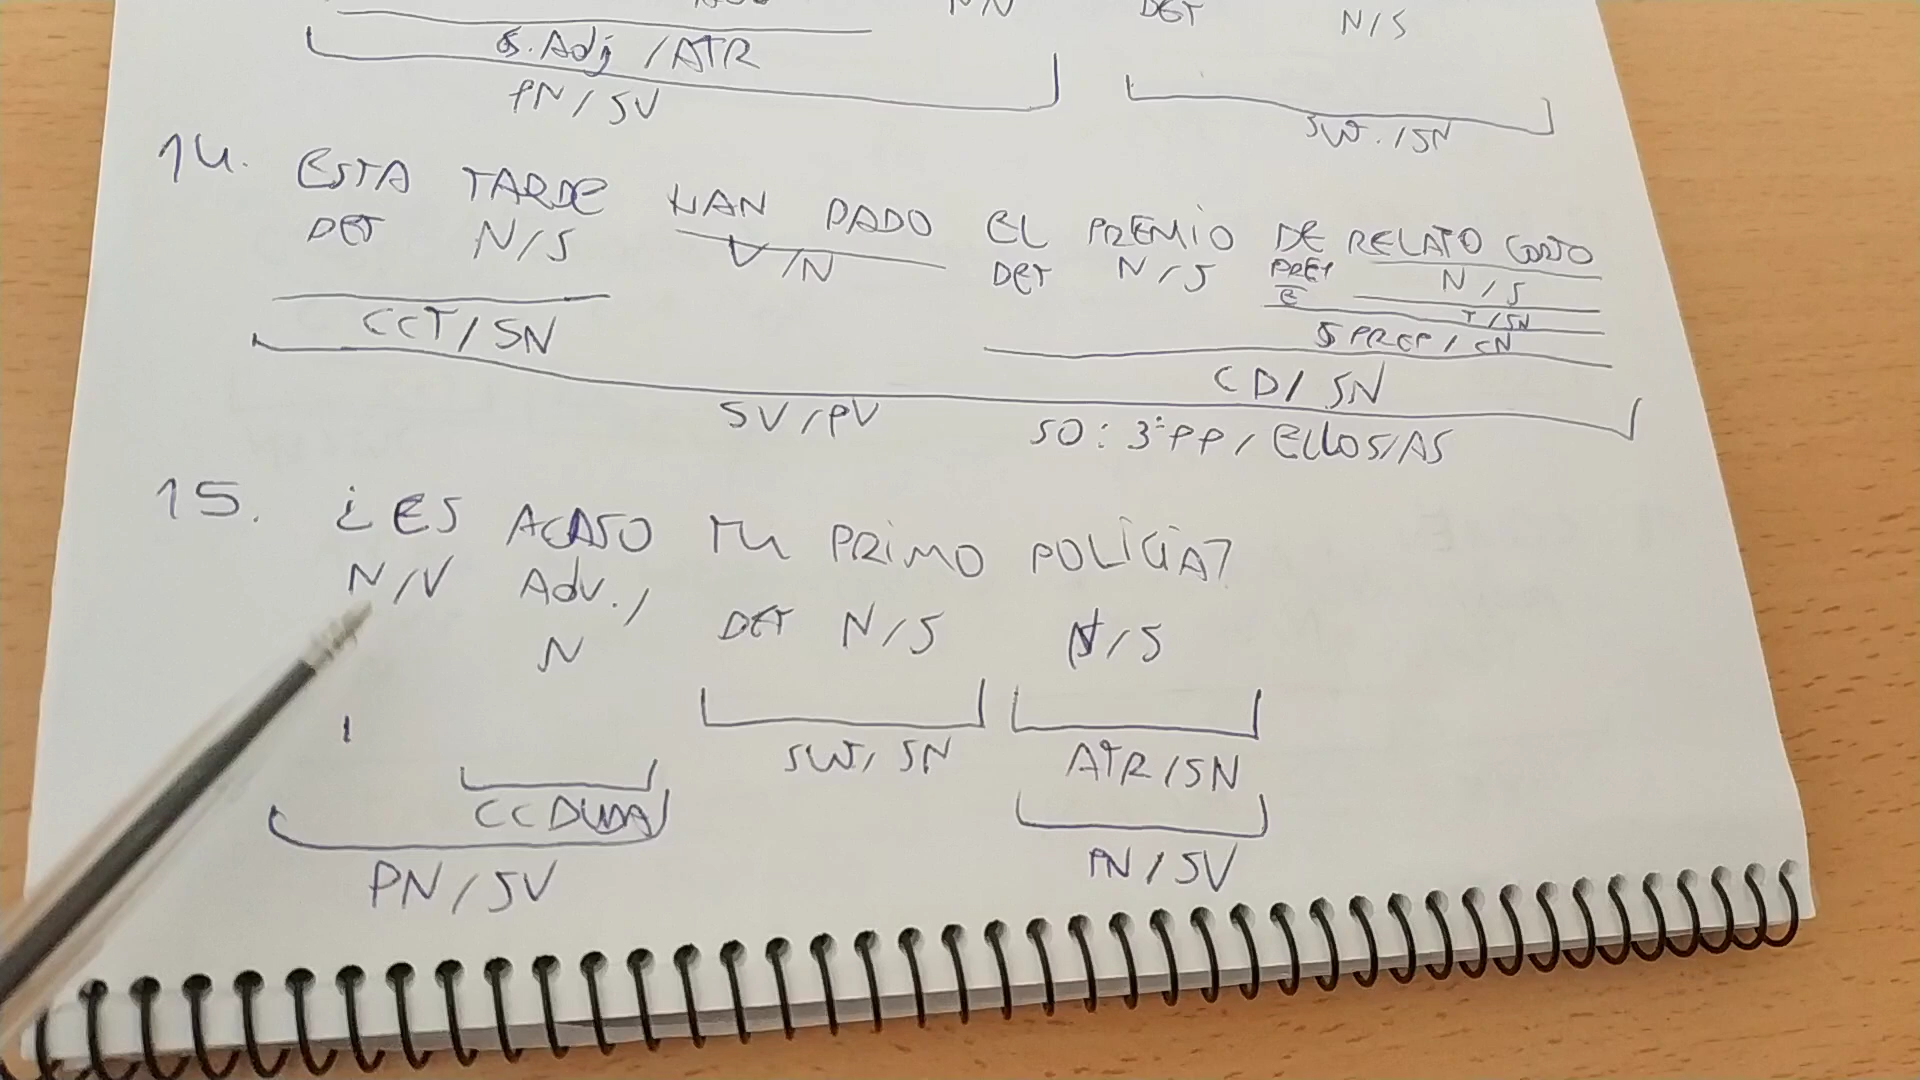 DET N/S
S. Adj / ATR
PN / SV
SUJ. / SN
14. ESTA TARDE HAN DADO EL PREMIO DE RELATO CORTO
DET N/S V/N DET N/S PREP N/S
E T/SN
CCT / SN S PREP / CN
CD / SN
SV / PV SO: 3ª PP / ELLOS/AS
15. ¿ES ACASO TU PRIMO POLICIA?
N/V Adv. / DET N/S N/S
N
SUJ / SN ATR / SN
CC DUDA
PN / SV PN / SV